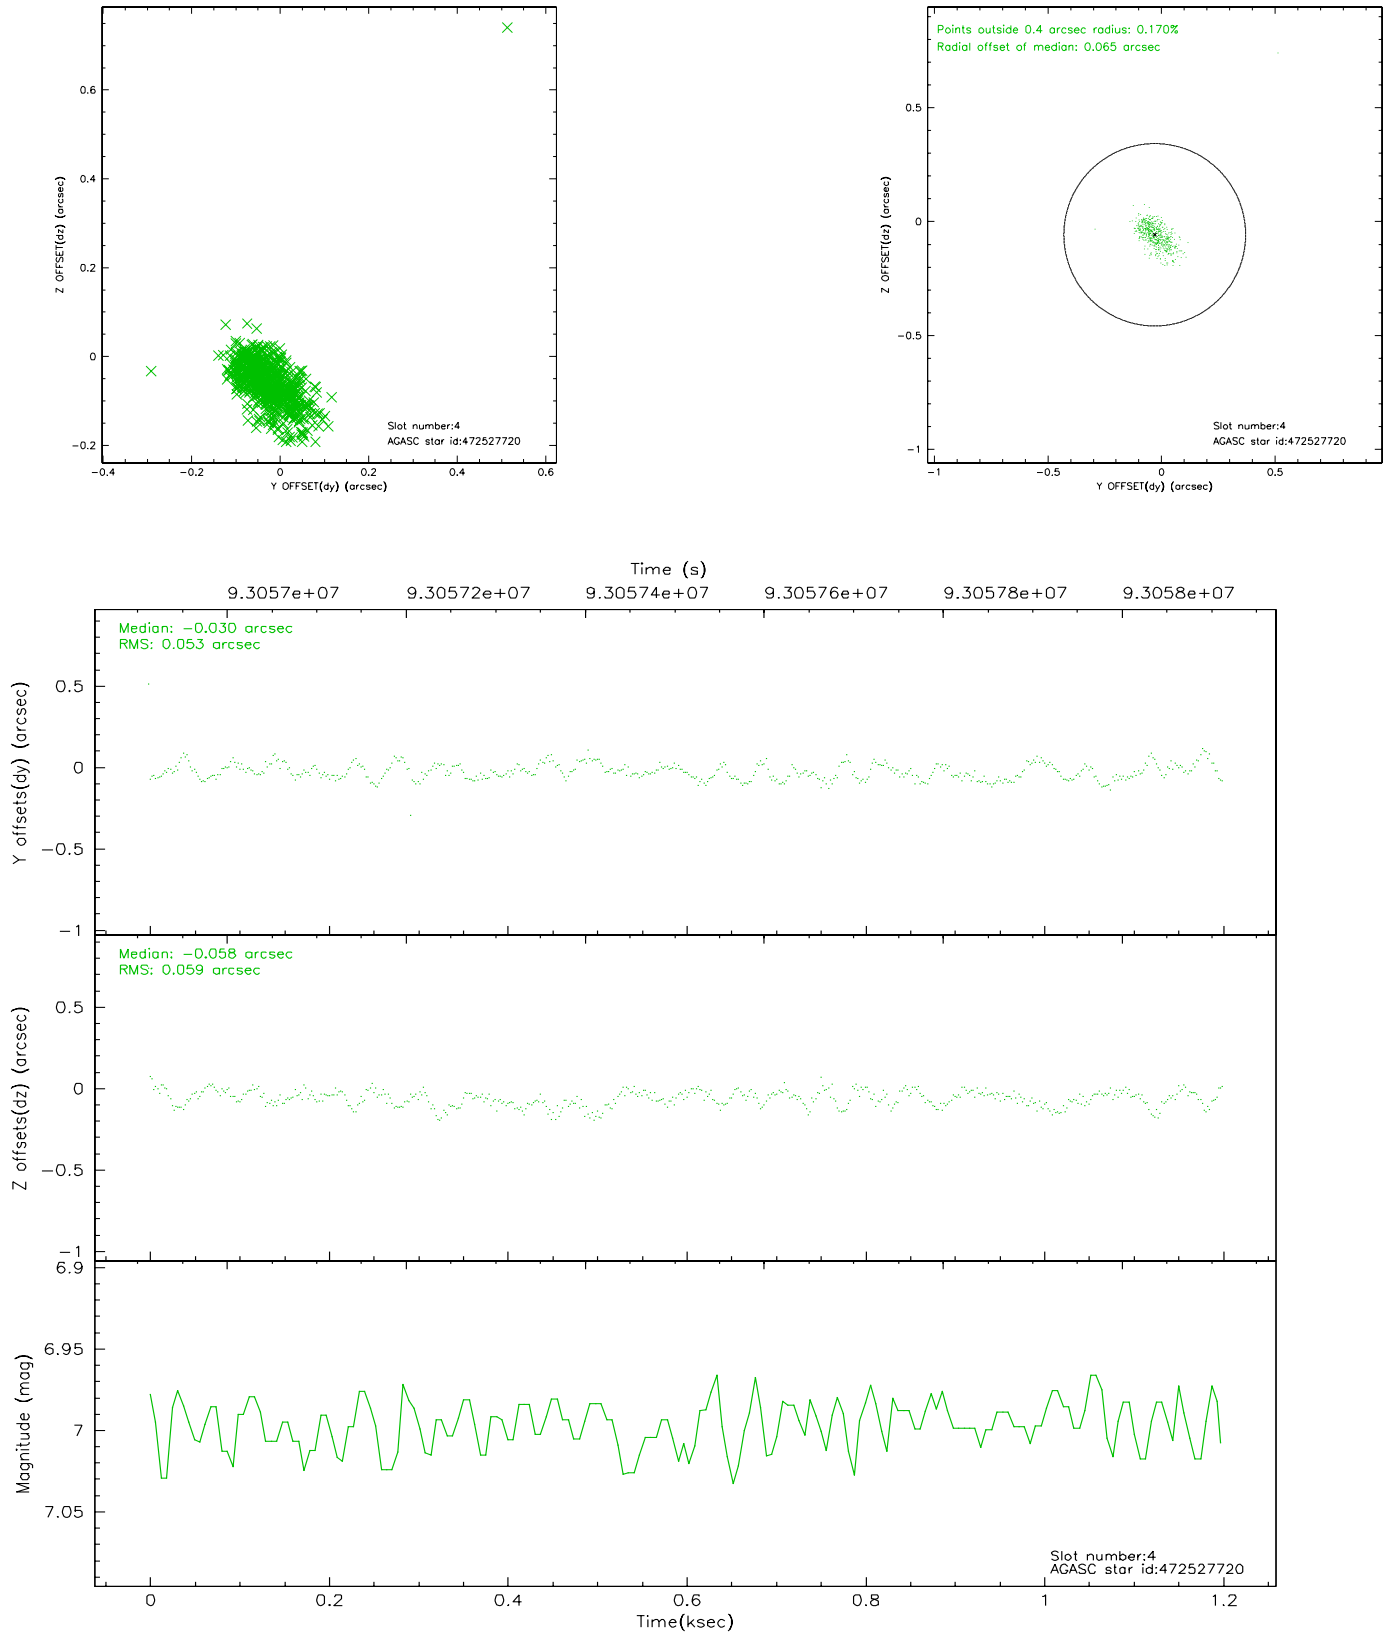 0.6
0.4
0.2
0
−0.2
−0.4
−0.2
0
0.2
0.4
0.6
Z OFFSET(dz) (arcsec)
Y OFFSET(dy) (arcsec)
Slot number:4
AGASC star id:472527720
Points outside 0.4 arcsec radius: 0.170%
Radial offset of median: 0.065 arcsec
0.5
0
−0.5
−1
−1
−0.5
0
0.5
Z OFFSET(dz) (arcsec)
Y OFFSET(dy) (arcsec)
Slot number:4
AGASC star id:472527720
Time (s)
9.3057e+07
9.30572e+07
9.30574e+07
9.30576e+07
9.30578e+07
9.3058e+07
Median: −0.030 arcsec
RMS: 0.053 arcsec
0.5
0
−0.5
−1
Y offsets(dy) (arcsec)
Median: −0.058 arcsec
RMS: 0.059 arcsec
0.5
0
−0.5
−1
Z offsets(dz) (arcsec)
6.9
6.95
7
7.05
Magnitude (mag)
Slot number:4
AGASC star id:472527720
0
0.2
0.4
0.6
0.8
1
1.2
Time(ksec)